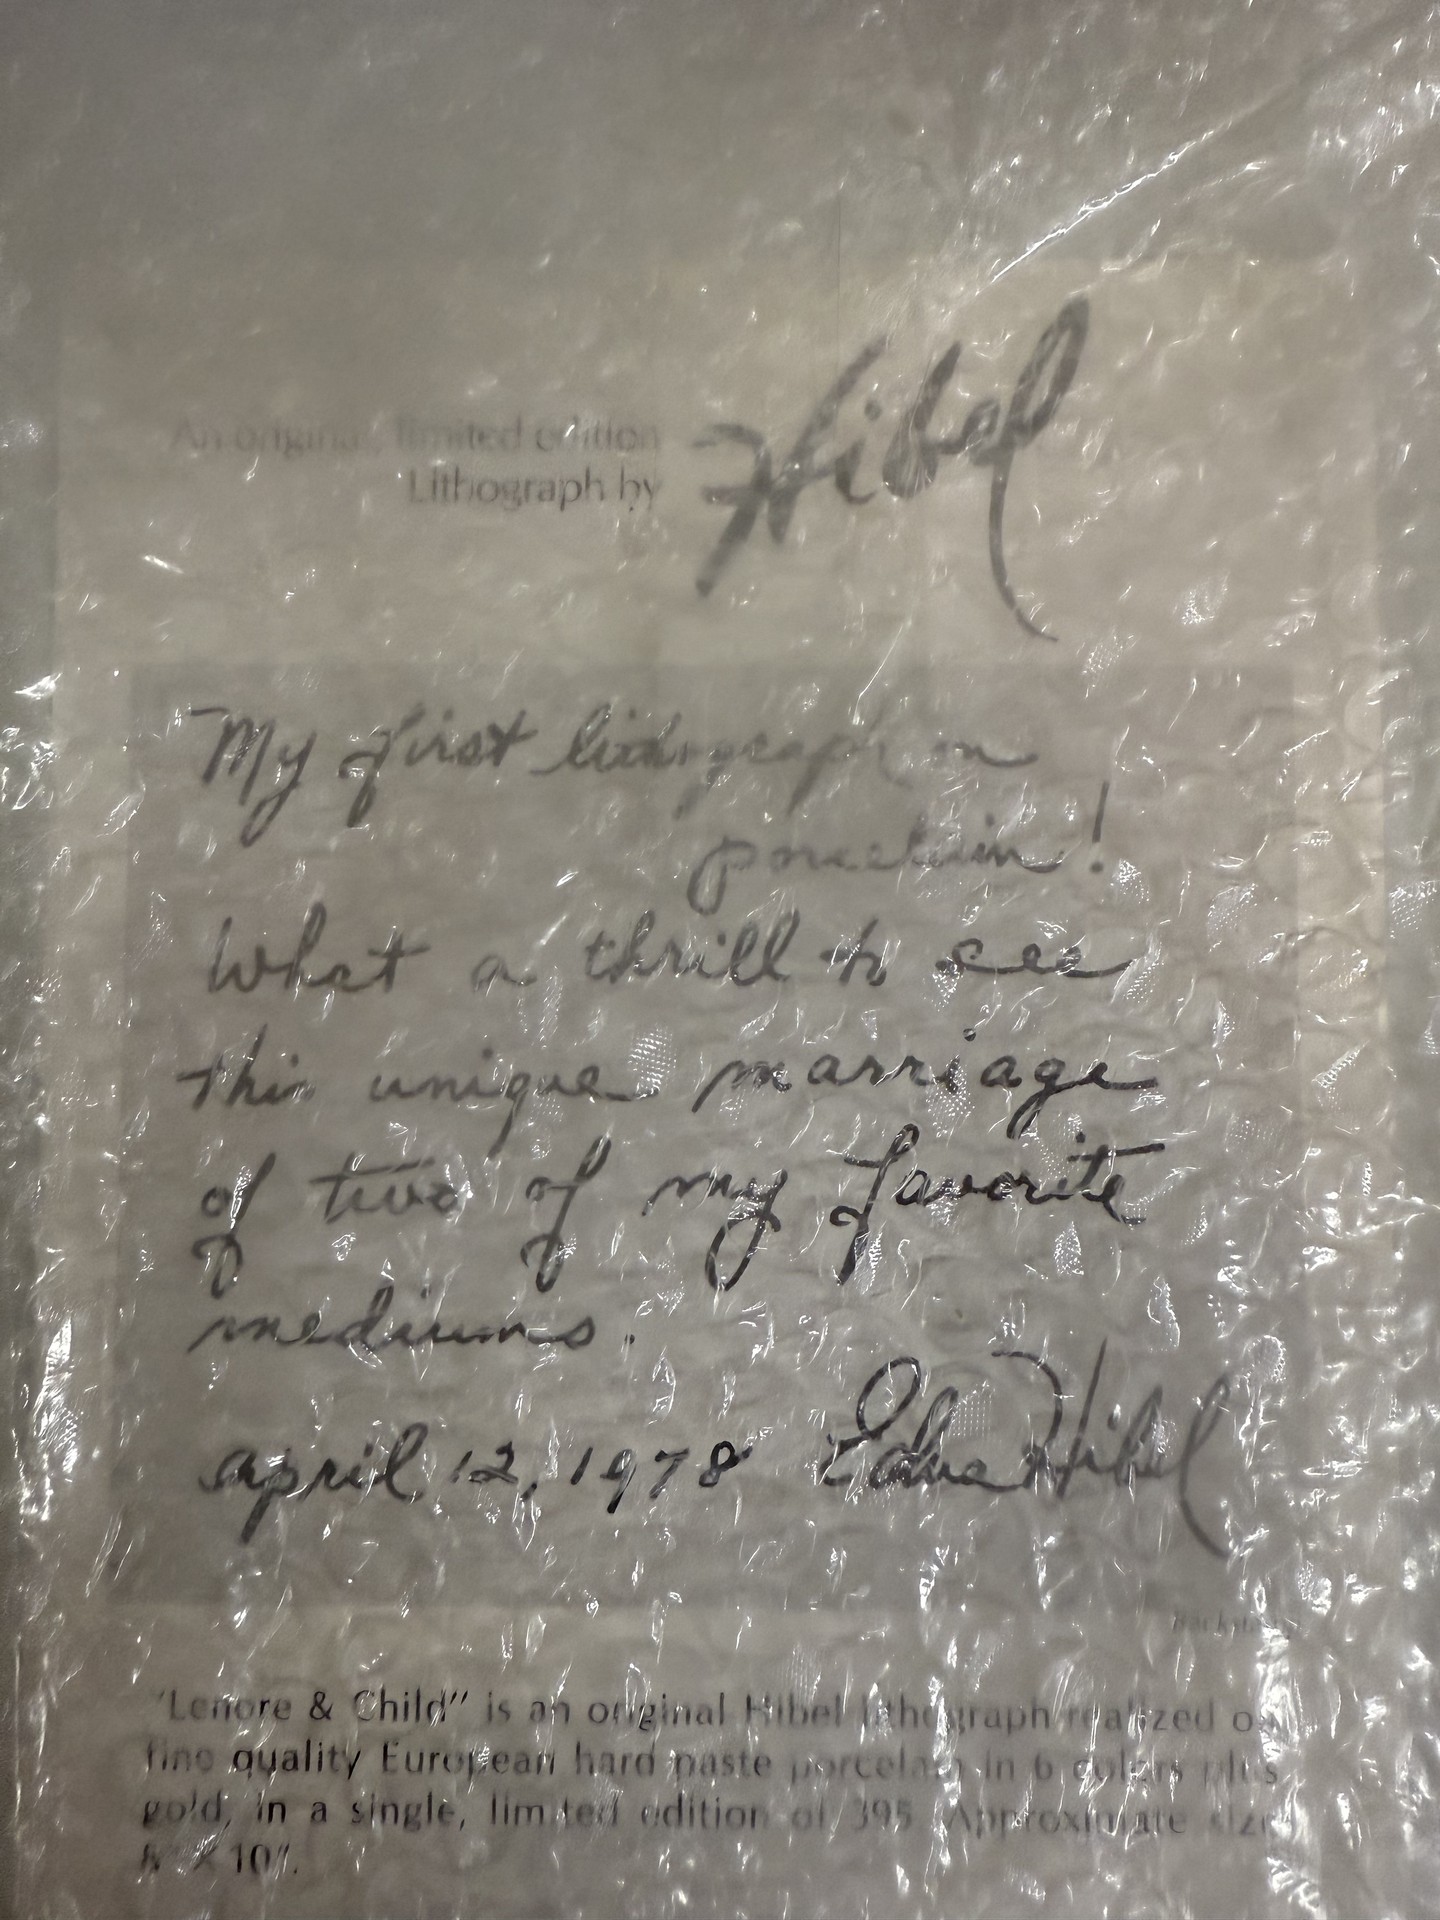 An original, limited edition
Lithograph by
Hibel
My first lithograph on
porcelain!
What a thrill to see
this unique marriage
of two of my favorite
mediums.
april 12, 1978 Edna Hibel
"Lenore & Child" is an original Hibel lithograph realized on
fine quality European hard paste porcelain in 6 colors plus
gold, in a single, limited edition of 395. Approximate size
8" X 10".